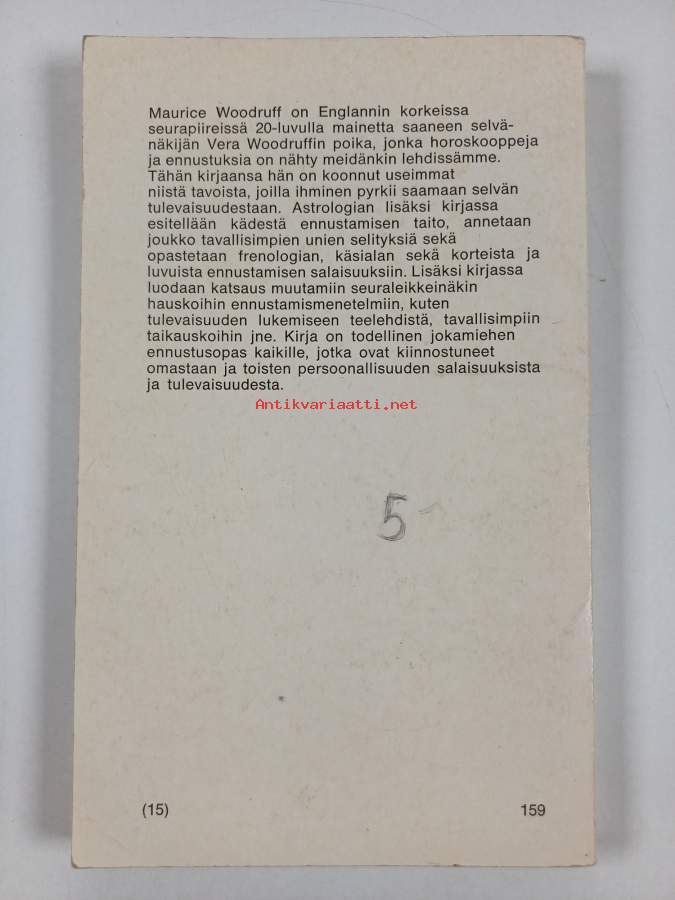 Maurice Woodruff on Englannin korkeissa
seurapiireissä 20-luvulla mainetta saaneen selvä-
näkijän Vera Woodruffin poika, jonka horoskooppeja
ja ennustuksia on nähty meidänkin lehdissämme.
Tähän kirjaansa hän on koonnut useimmat
niistä tavoista, joilla ihminen pyrkii saamaan selvän
tulevaisuudestaan. Astrologian lisäksi kirjassa
esitellään kädestä ennustamisen taito, annetaan
joukko tavallisimpien unien selityksiä sekä
opastetaan frenologian, käsialan sekä korteista ja
luvuista ennustamisen salaisuuksiin. Lisäksi kirjassa
luodaan katsaus muutamiin seuraleikkeinäkin
hauskoihin ennustamismenetelmiin, kuten
tulevaisuuden lukemiseen teelehdistä, tavallisimpiin
taikauskoihin jne. Kirja on todellinen jokamiehen
ennustusopas kaikille, jotka ovat kiinnostuneet
omastaan ja toisten persoonallisuuden salaisuuksista
ja tulevaisuudesta.
Antikvariaatti.net
5
(15) 159